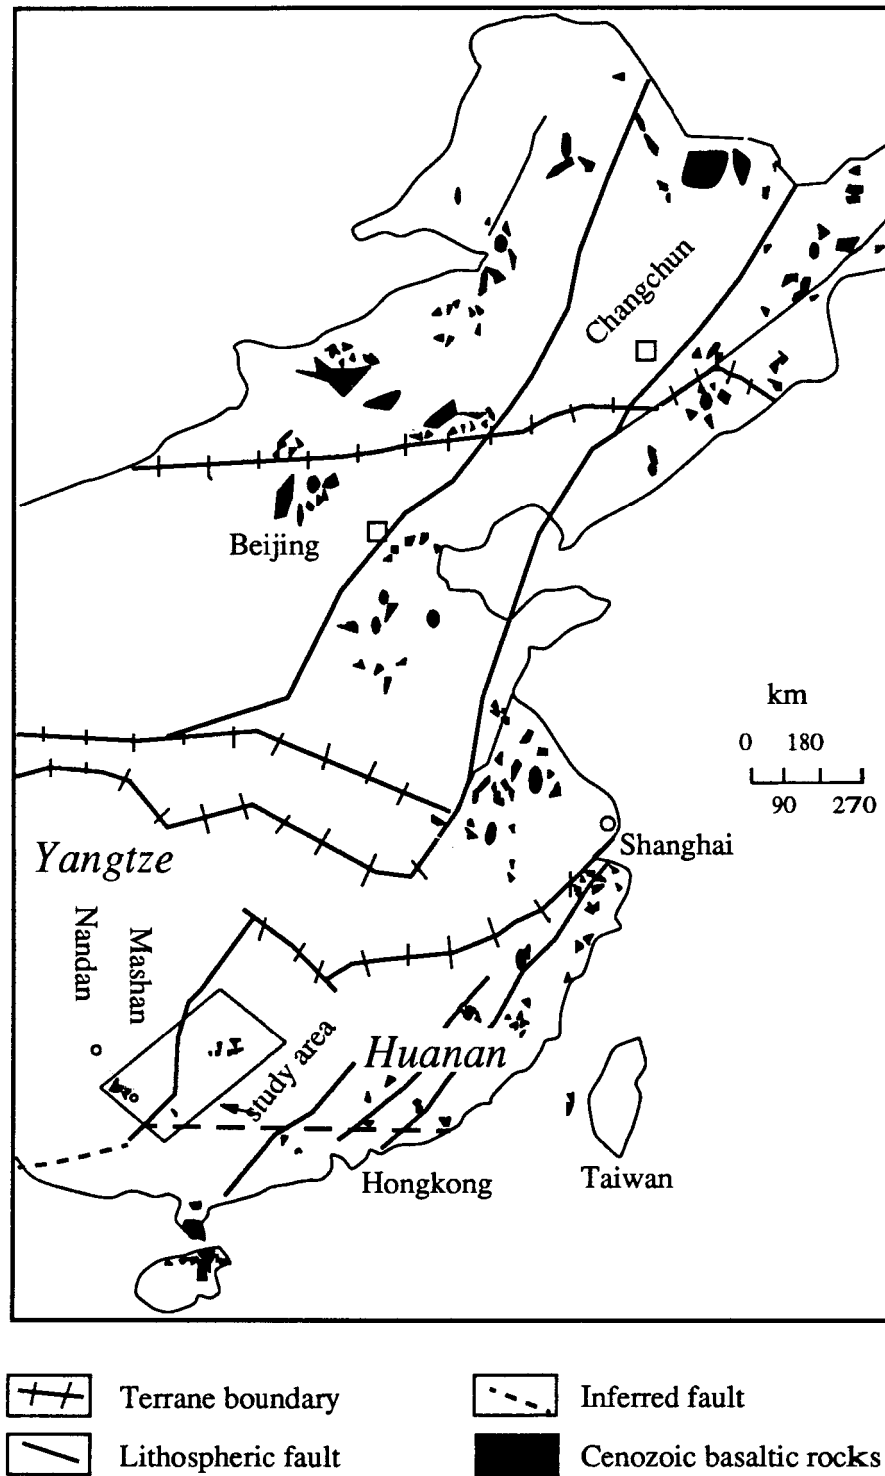 Changchun
Beijing
km
0 180
90 270
Shanghai
Yangtze
Nandan
Mashan
study area
Huanan
Hongkong
Taiwan
Terrane boundary
Inferred fault
Lithospheric fault
Cenozoic basaltic rocks